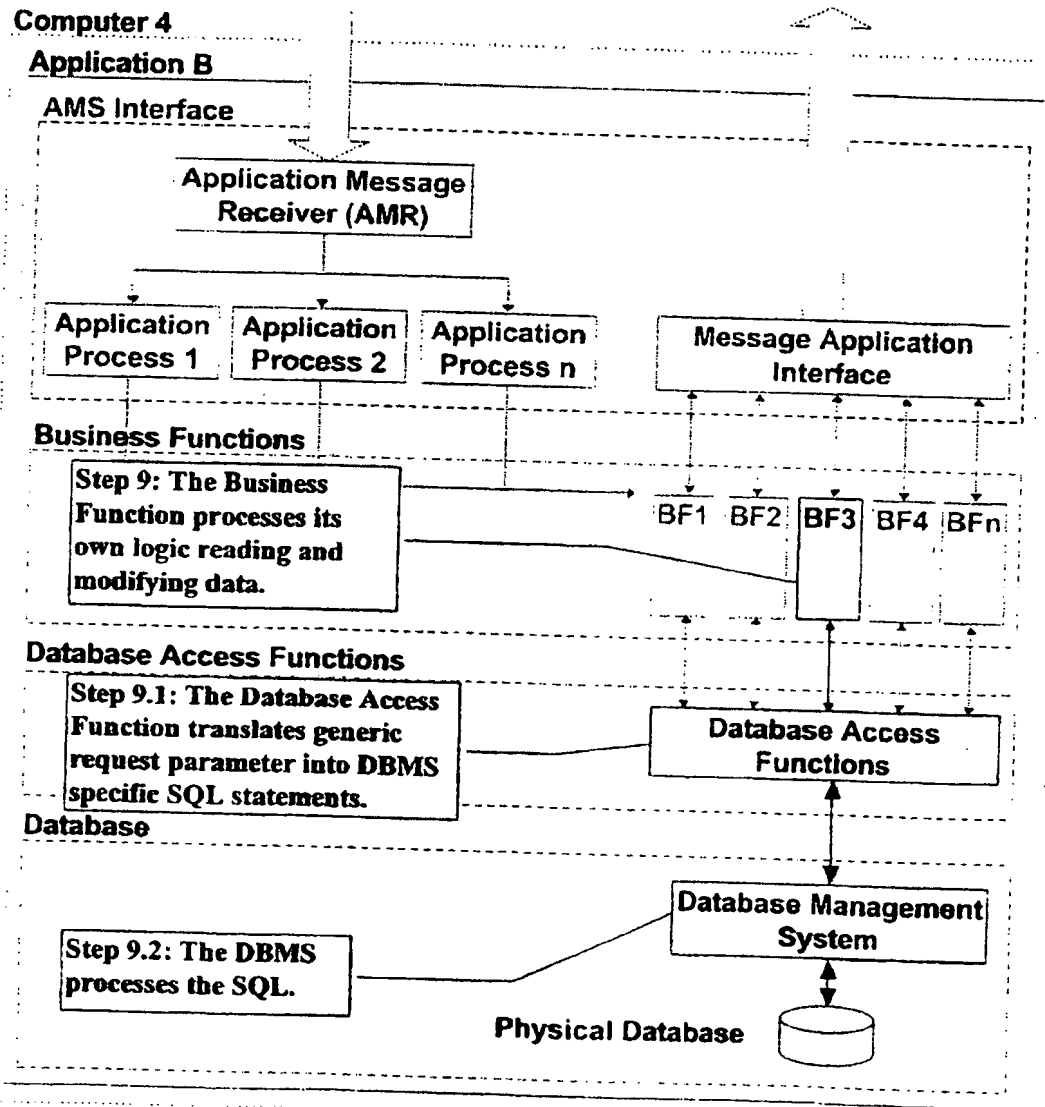 Computer 4
Application B
AMS Interface
Application Message
Receiver (AMR)
Application
Process 1
Application
Process 2
Application
Process n
Message Application
Interface
Business Functions
Step 9: The Business
Function processes its
own logic reading and
modifying data.
BF1
BF2
BF3
BF4
BFn
Database Access Functions
Step 9.1: The Database Access
Function translates generic
request parameter into DBMS
specific SQL statements.
Database Access
Functions
Database
Database Management
System
Step 9.2: The DBMS
processes the SQL.
Physical Database